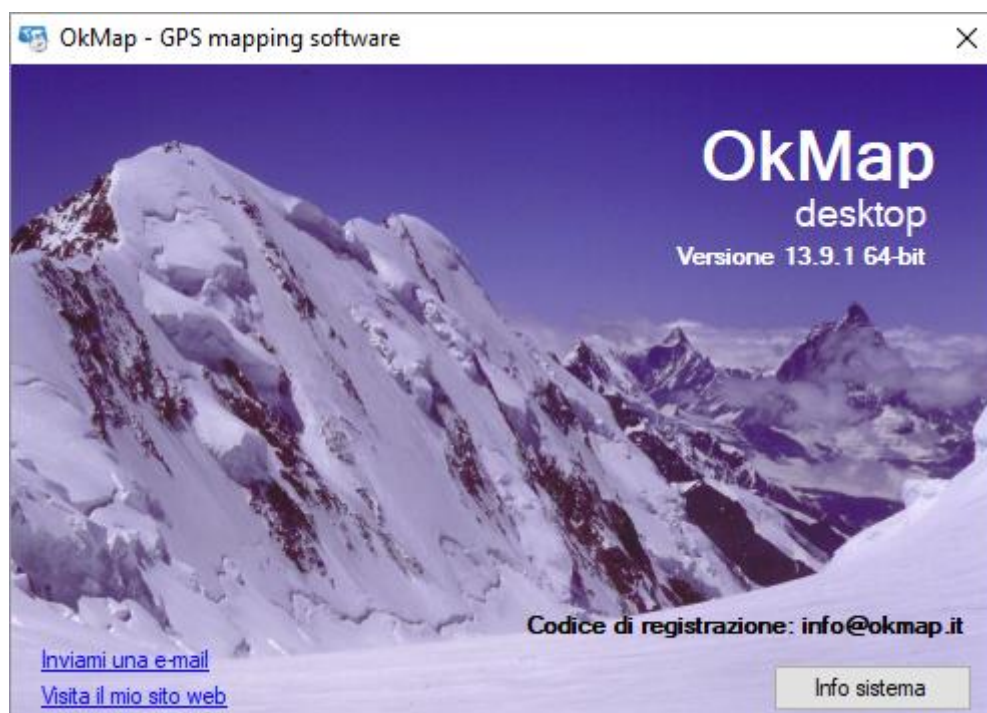 OkMap - GPS mapping software
OkMap
desktop
Versione 13.9.1 64-bit
Codice di registrazione: info@okmap.it
Inviami una e-mail
Visita il mio sito web
Info sistema